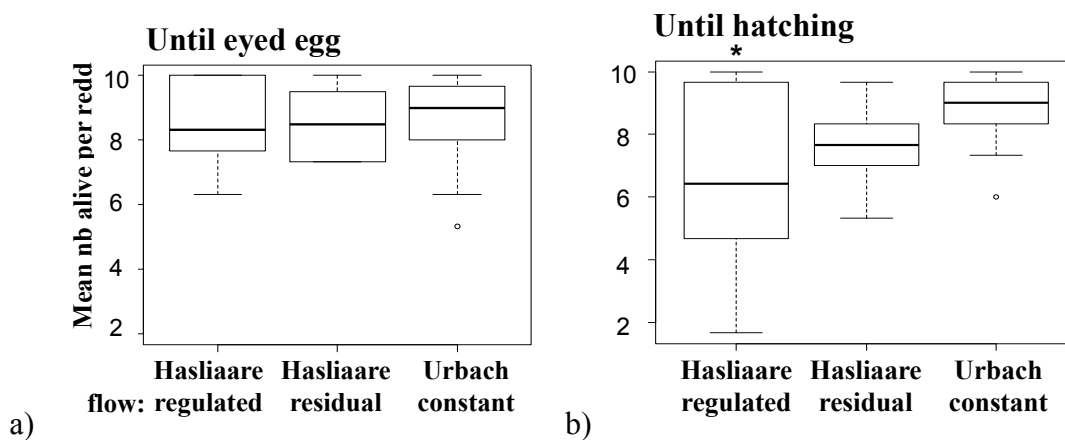 Until eyed egg
Mean nb alive per redd
10
8
6
4
2
Hasliaare Hasliaare Urbach
flow: regulated residual constant
a)
Until hatching
*
10
8
6
4
2
Hasliaare Hasliaare Urbach
regulated residual constant
b)